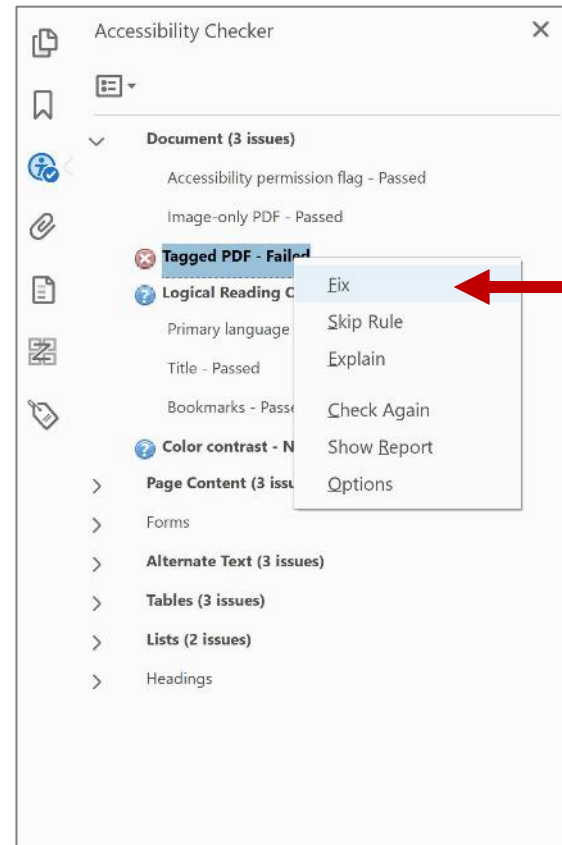 Accessibility Checker
Document (3 issues)
Accessibility permission flag - Passed
Image-only PDF - Passed
Tagged PDF - Failed
Fix
Logical Reading
Skip Rule
Primary language
Explain
Title - Passed
Bookmarks - Passe
Check Again
Color contrast - N
Show Report
Page Content (3 issu
Options
Forms
Alternate Text (3 issues)
Tables (3 issues)
Lists (2 issues)
Headings